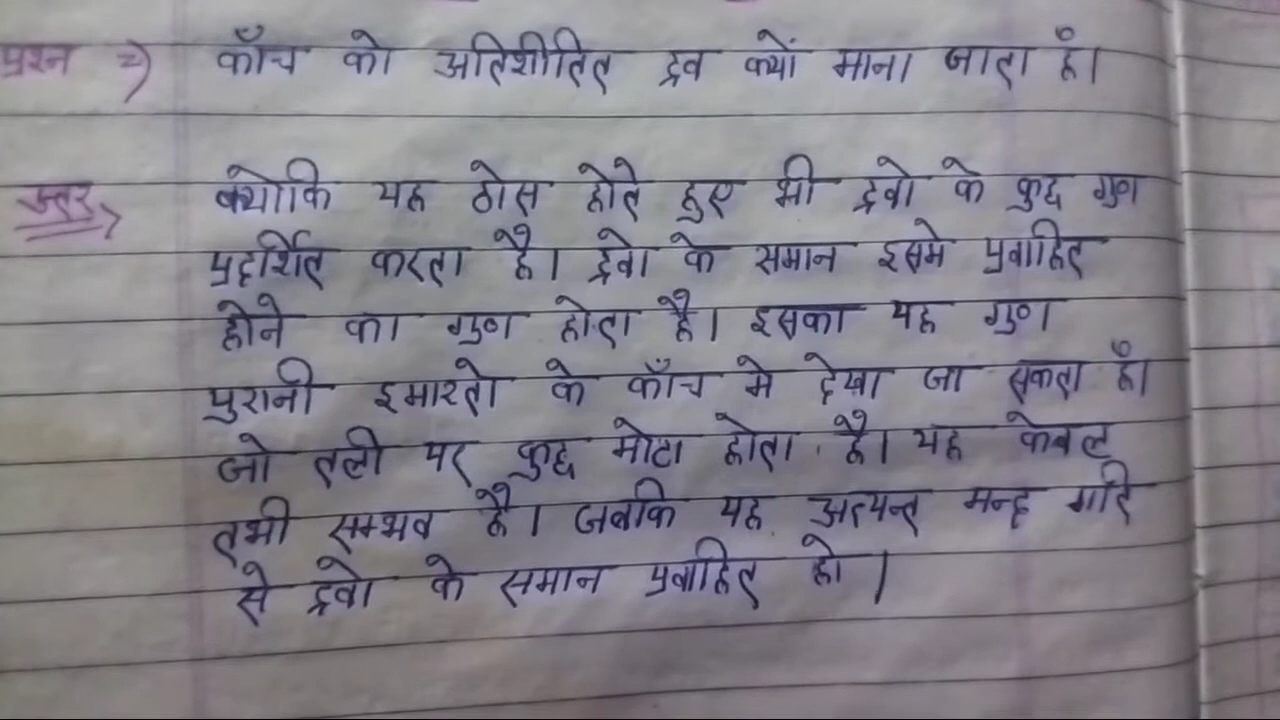 प्रश्न => काँच को अतिशीतित द्रव क्यों माना जाता है।
उत्तर => क्योकि यह ठोस होते हुए भी द्रवो के कुछ गुण
प्रदर्शित करता है। द्रवो के समान इसमे प्रवाहित
होने का गुण होता है। इसका यह गुण
पुरानी इमारतो के काँच मे देखा जा सकता है।
जो तली पर कुछ मोटा होता है। यह केवल
तभी सम्भव है। जबकि यह अत्यन्त मन्द गति
से द्रवो के समान प्रवाहित हो।